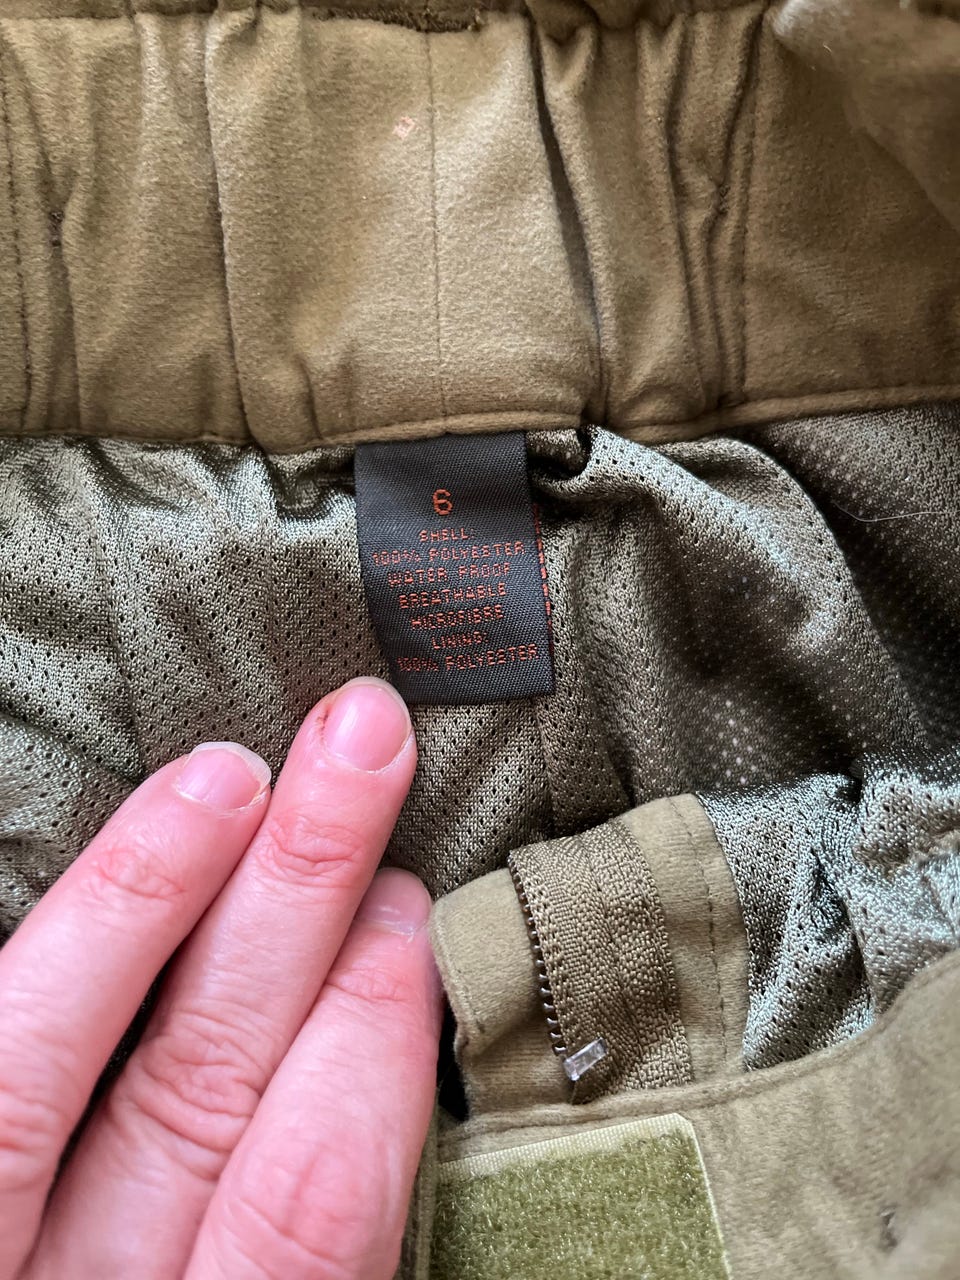 6
SHELL:
100% POLYESTER
WATER PROOF
BREATHABLE
MICROFIBRE
LINING:
100% POLYESTER